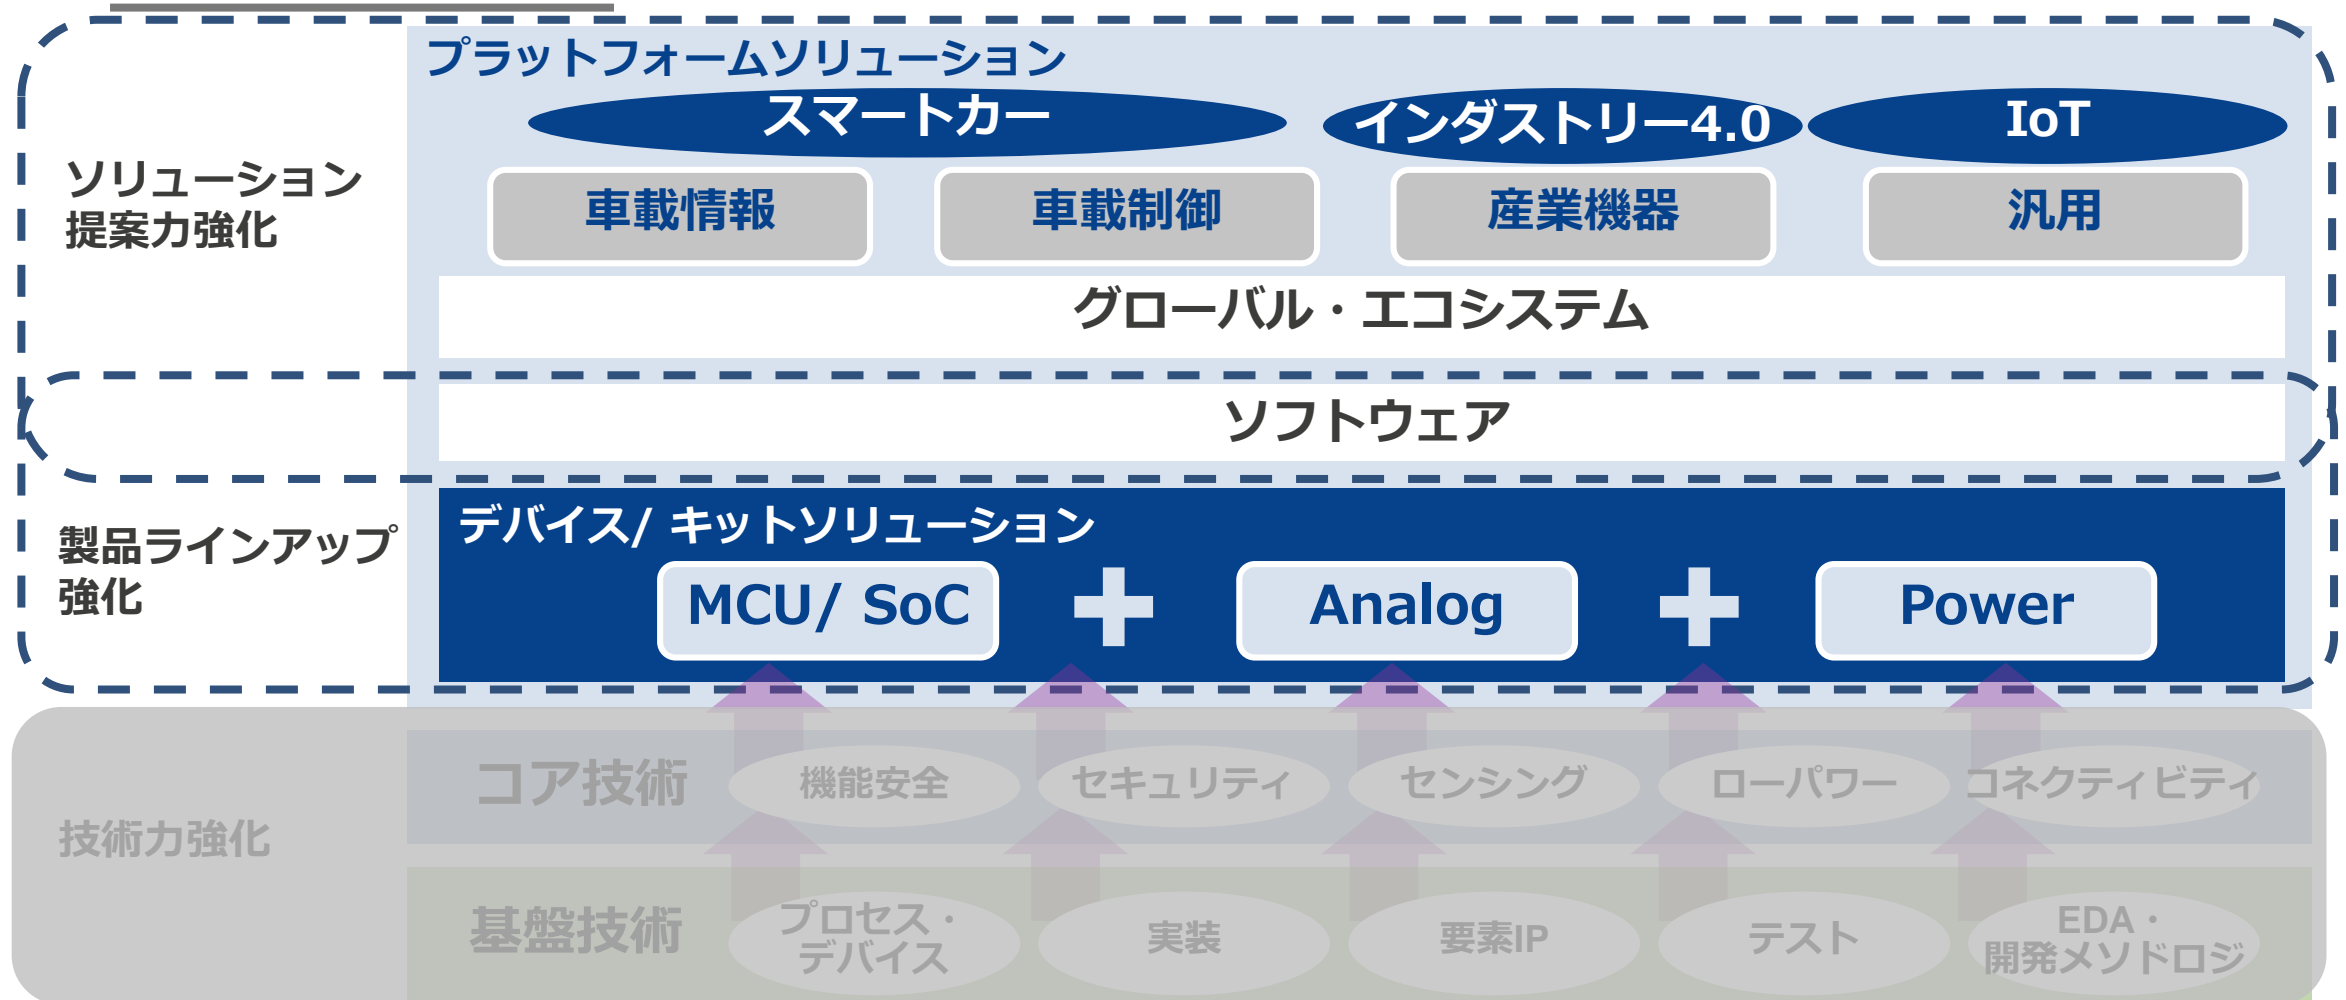 プラットフォームソリューション
スマートカー
インダストリー4.0
IoT
ソリューション
提案力強化
車載情報
車載制御
産業機器
汎用
グローバル・エコシステム
ソフトウェア
製品ラインアップ
強化
デバイス/ キットソリューション
MCU/ SoC
Analog
Power
技術力強化
コア技術
機能安全
セキュリティ
センシング
ローパワー
コネクティビティ
基盤技術
プロセス・
デバイス
実装
要素IP
テスト
EDA・
開発メソドロジ